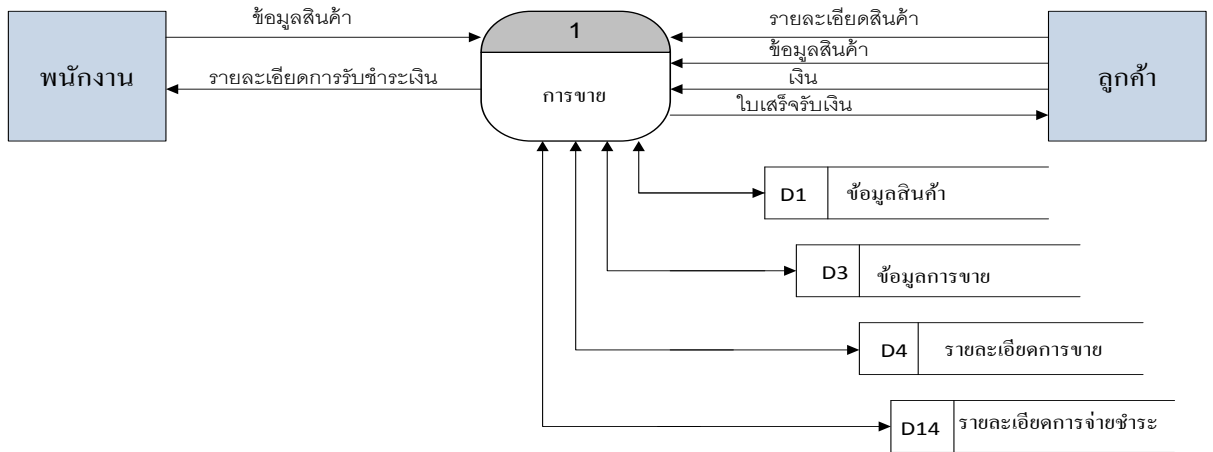 ข้อมูลสินค้า
รายละเอียดสินค้า
1
ข้อมูลสินค้า
พนักงาน
รายละเอียดการรับชำระเงิน
การขาย
เงิน
ลูกค้า
ใบเสร็จรับเงิน
D1 ข้อมูลสินค้า
D3 ข้อมูลการขาย
D4 รายละเอียดการขาย
D14 รายละเอียดการจ่ายชำระ